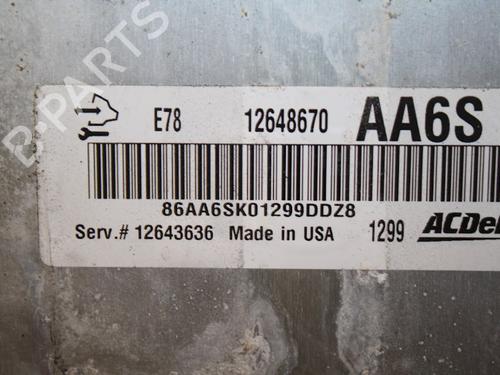 B-PARTS
E78 12648670 AA6S
86AA6SK01299DDZ8
Serv.# 12643636 Made in USA 1299 ACDel